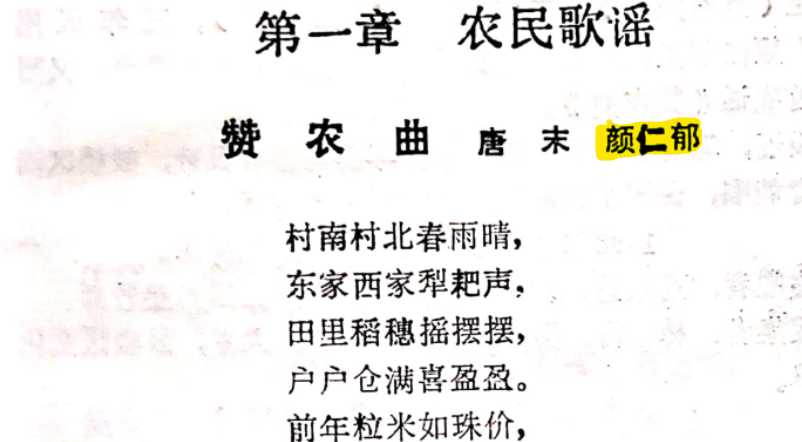 第一章 农民歌谣
赞农曲 唐末 颜仁郁
村南村北春雨晴，
东家西家犁耙声，
田里稻穗摇摆摆，
户户仓满喜盈盈。
前年粒米如珠价，